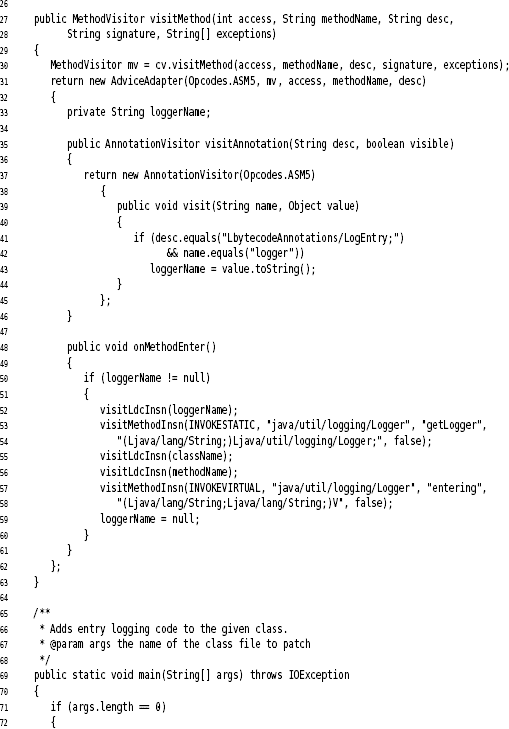 26
27 public MethodVisitor visitMethod(int access, String methodName, String desc,
28 String signature, String[] exceptions)
29 {
30 MethodVisitor mv = cv.visitMethod(access, methodName, desc, signature, exceptions);
31 return new AdviceAdapter(Opcodes.ASM5, mv, access, methodName, desc)
32 {
33 private String loggerName;
34
35 public AnnotationVisitor visitAnnotation(String desc, boolean visible)
36 {
37 return new AnnotationVisitor(Opcodes.ASM5)
38 {
39 public void visit(String name, Object value)
40 {
41 if (desc.equals("LbytecodeAnnotations/LogEntry;")
42 && name.equals("logger"))
43 loggerName = value.toString();
44 }
45 };
46 }
47
48 public void onMethodEnter()
49 {
50 if (loggerName != null)
51 {
52 visitLdcInsn(loggerName);
53 visitMethodInsn(INVOKESTATIC, "java/util/logging/Logger", "getLogger",
54 "(Ljava/lang/String;)Ljava/util/logging/Logger;", false);
55 visitLdcInsn(className);
56 visitLdcInsn(methodName);
57 visitMethodInsn(INVOKEVIRTUAL, "java/util/logging/Logger", "entering",
58 "(Ljava/lang/String;Ljava/lang/String;)V", false);
59 loggerName = null;
60 }
61 }
62 };
63 }
64
65 /**
66 * Adds entry logging code to the given class.
67 * @param args the name of the class file to patch
68 */
69 public static void main(String[] args) throws IOException
70 {
71 if (args.length == 0)
72 {